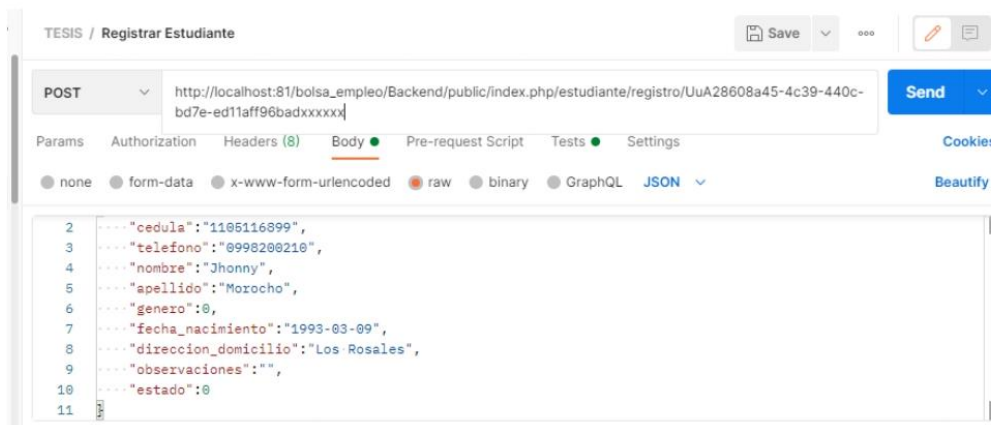 TESIS / Registrar Estudiante
Save
POST
http://localhost:81/bolsa_empleo/Backend/public/index.php/estudiante/registro/UuA28608a45-4c39-440c-
bd7e-ed11aff96badxxxxxx
Send
Params Authorization Headers (8) Body Pre-request Script Tests Settings Cookies
none form-data x-www-form-urlencoded raw binary GraphQL JSON Beautify
2 "cedula":"1105116899",
3 "telefono":"0998200210",
4 "nombre":"Jhonny",
5 "apellido":"Morocho",
6 "genero":0,
7 "fecha_nacimiento":"1993-03-09",
8 "direccion_domicilio":"Los Rosales",
9 "observaciones":"",
10 "estado":0
11 }